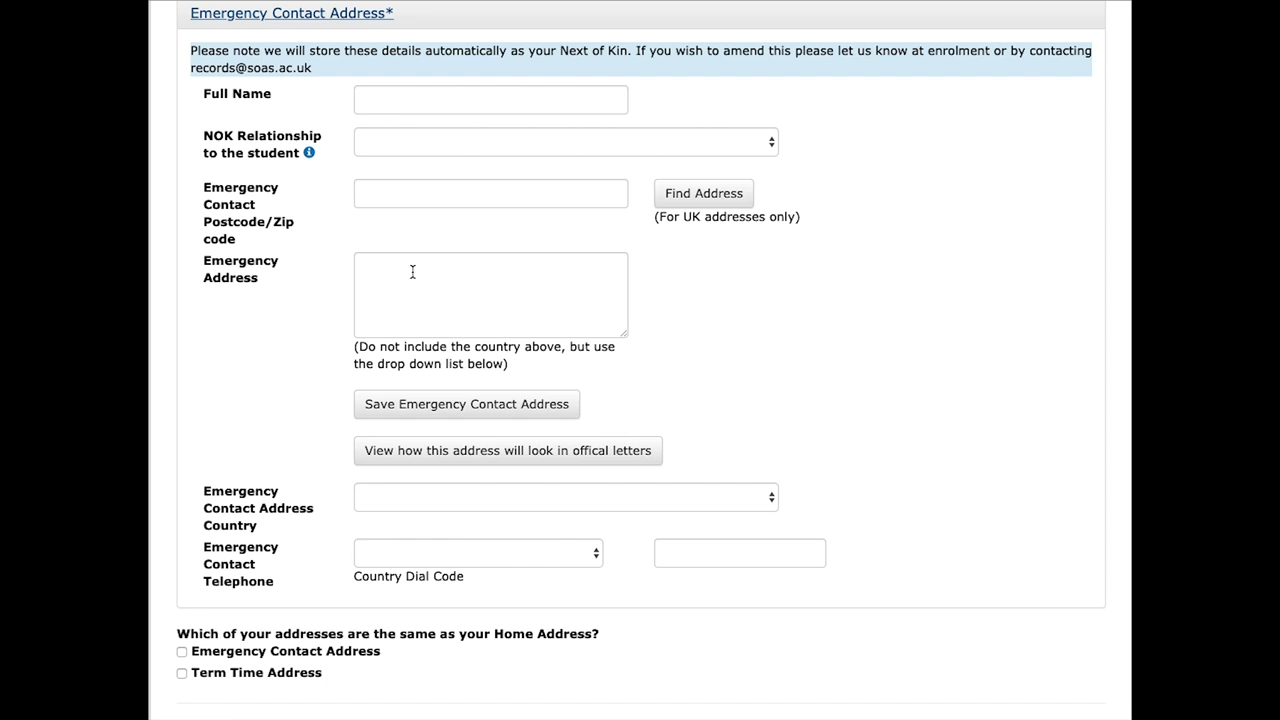 Emergency Contact Address*
Please note we will store these details automatically as your Next of Kin. If you wish to amend this please let us know at enrolment or by contacting
records@soas.ac.uk
Full Name
NOK Relationship
to the student
Emergency
Contact
Postcode/Zip
code
Find Address
(For UK addresses only)
Emergency
Address
(Do not include the country above, but use
the drop down list below)
Save Emergency Contact Address
View how this address will look in offical letters
Emergency
Contact Address
Country
Emergency
Contact
Telephone
Country Dial Code
Which of your addresses are the same as your Home Address?
Emergency Contact Address
Term Time Address